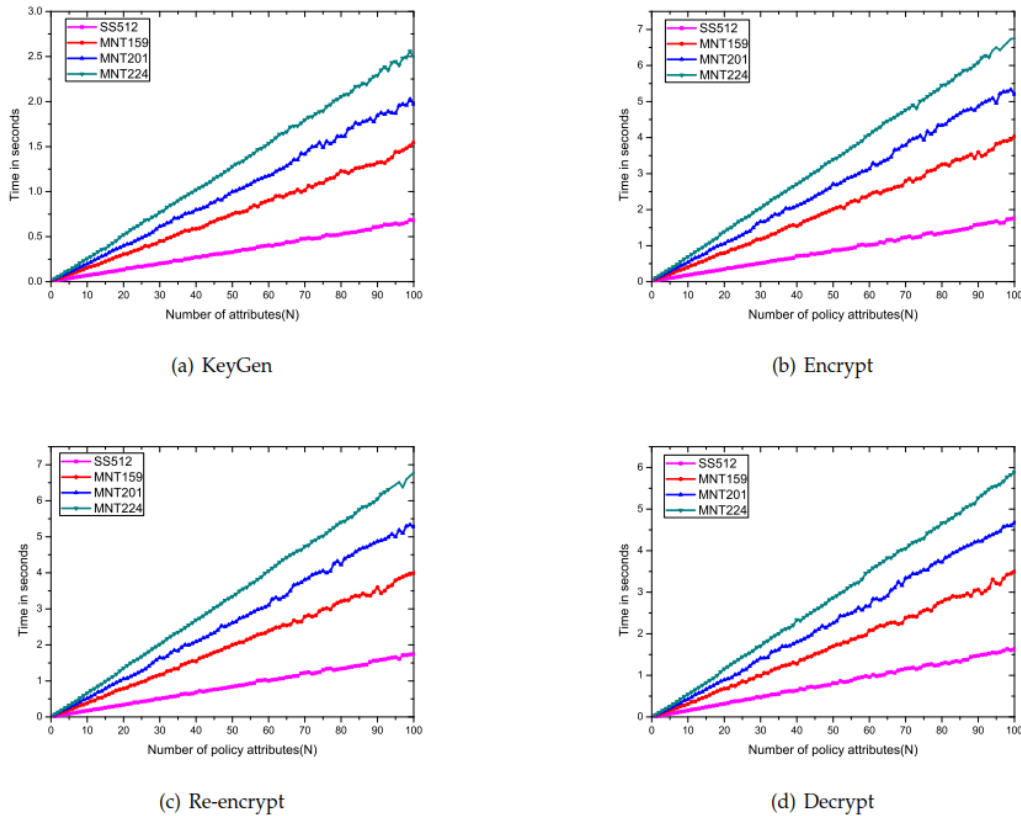 3.0
2.5
2.0
1.5
1.0
0.5
0.0
Time in seconds
SS512
MNT159
MNT201
MNT224
0 10 20 30 40 50 60 70 80 90 100
Number of attributes(N)
(a) KeyGen
7
6
5
4
3
2
1
0
Time in seconds
SS512
MNT159
MNT201
MNT224
0 10 20 30 40 50 60 70 80 90 100
Number of policy attributes(N)
(b) Encrypt
7
6
5
4
3
2
1
0
Time in seconds
SS512
MNT159
MNT201
MNT224
0 10 20 30 40 50 60 70 80 90 100
Number of policy attributes(N)
(c) Re-encrypt
6
5
4
3
2
1
0
Time in seconds
SS512
MNT159
MNT201
MNT224
0 10 20 30 40 50 60 70 80 90 100
Number of policy attributes(N)
(d) Decrypt